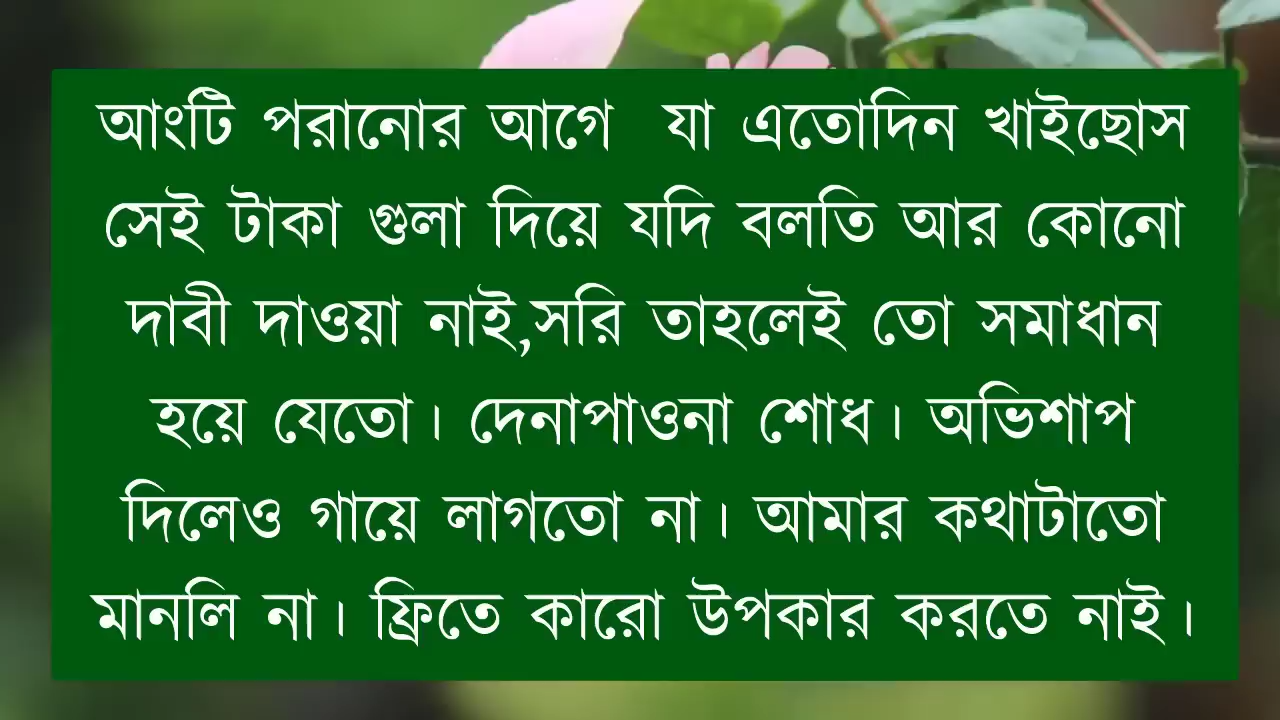 আংটি পরানোর আগে যা এতোদিন খাইছোস
সেই টাকা গুলা দিয়ে যদি বলতি আর কোনো
দাবী দাওয়া নাই,সরি তাহলেই তো সমাধান
হয়ে যেতো। দেনাপাওনা শোধ। অভিশাপ
দিলেও গায়ে লাগতো না। আমার কথাটাতো
মানলি না। ফ্রিতে কারো উপকার করতে নাই।